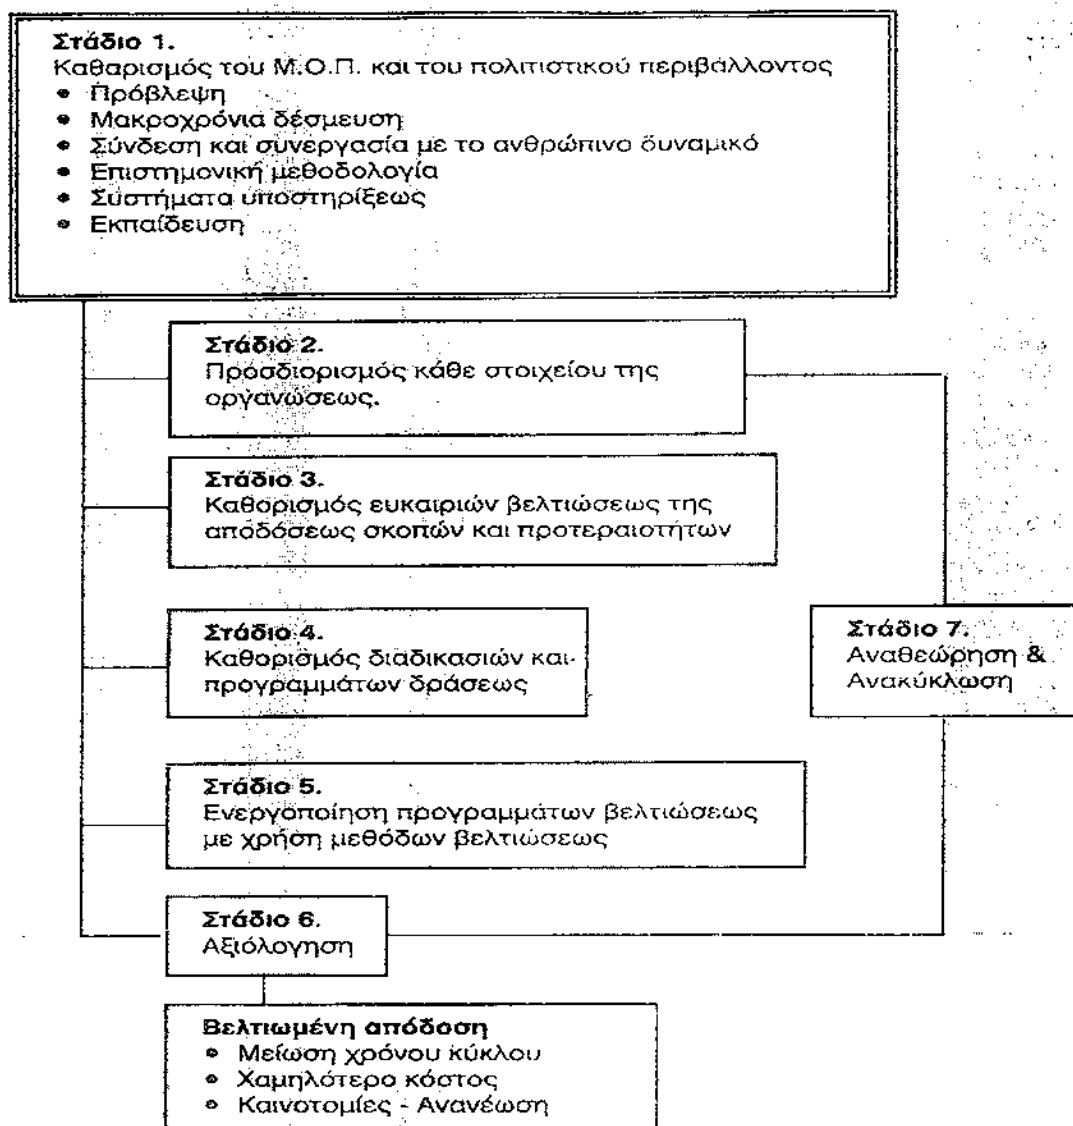 Στάδιο 1.
Καθαρισμός του Μ.Ο.Π. και του πολιτιστικού περιβάλλοντος
• Πρόβλεψη
• Μακροχρόνια δέσμευση
• Σύνδεση και συνεργασία με το ανθρώπινο δυναμικό
• Επιστημονική μεθοδολογία
• Συστήματα υποστηρίξεως
• Εκπαίδευση
Στάδιο 2.
Προσδιορισμός κάθε στοιχείου της
οργανώσεως.
Στάδιο 3.
Καθορισμός ευκαιριών βελτιώσεως της
αποδόσεως σκοπών και προτεραιοτήτων
Στάδιο 4.
Καθορισμός διαδικασιών και
προγραμμάτων δράσεως
Στάδιο 7.
Αναθεώρηση &
Ανακύκλωση
Στάδιο 5.
Ενεργοποίηση προγραμμάτων βελτιώσεως
με χρήση μεθόδων βελτιώσεως
Στάδιο 6.
Αξιόλογηση
Βελτιωμένη απόδοση
• Μείωση χρόνου κύκλου
• Χαμηλότερο κόστος
• Καινοτομίες - Ανανέωση